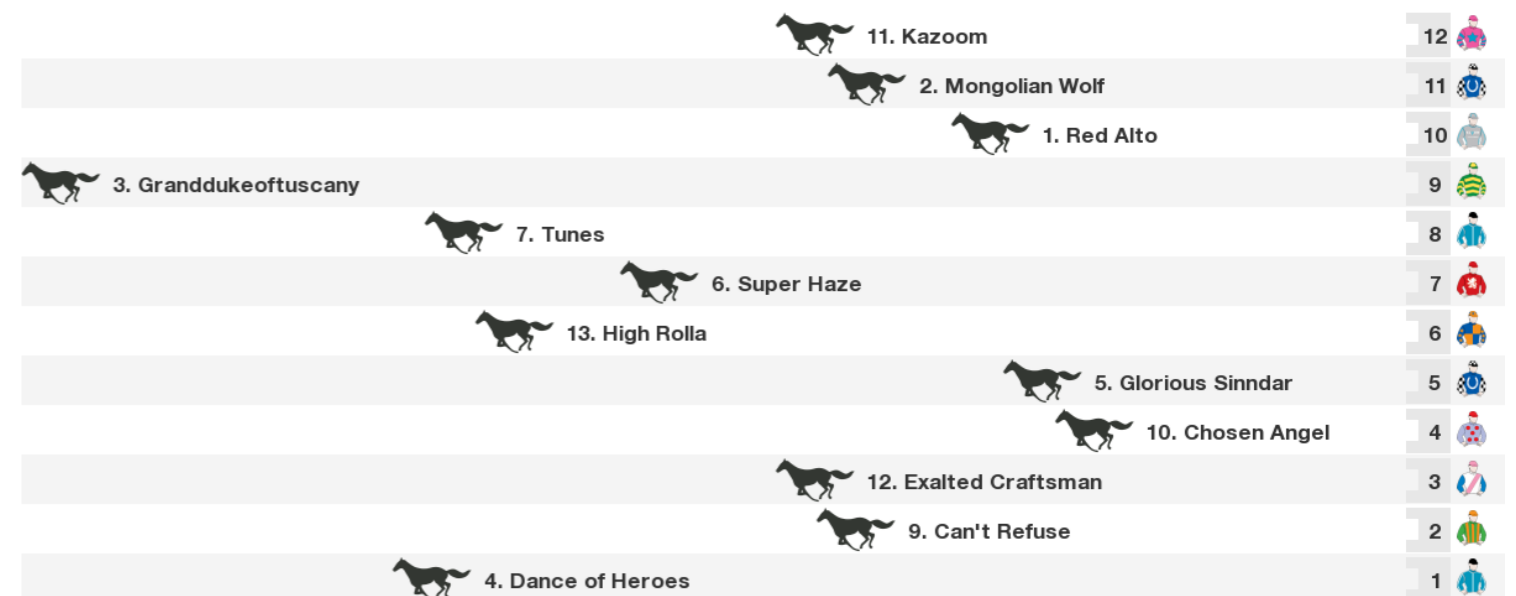 11. Kazoom 12
2. Mongolian Wolf 11
1. Red Alto 10
3. Granddukeoftuscany 9
7. Tunes 8
6. Super Haze 7
13. High Rolla 6
5. Glorious Sinndar 5
10. Chosen Angel 4
12. Exalted Craftsman 3
9. Can't Refuse 2
4. Dance of Heroes 1